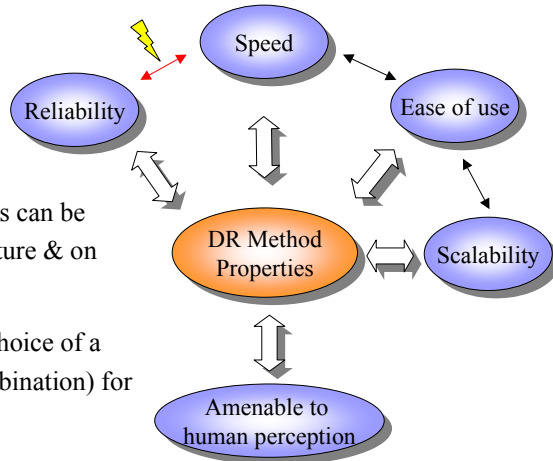 Speed
Reliability
Ease of use
s can be
ture & on
DR Method
Properties
Scalability
hoice of a
bination) for
Amenable to
human perception